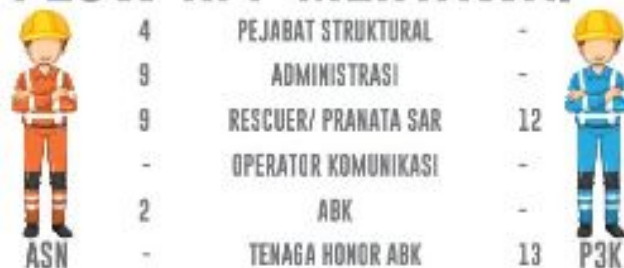 4 PEJABAT STRUKTURAL -
9 ADMINISTRASI -
9 RESCUER/ PRANATA SAR 12
- OPERATOR KOMUNIKASI -
2 ABK -
ASN - TENAGA HONOR ABK 13 P3K